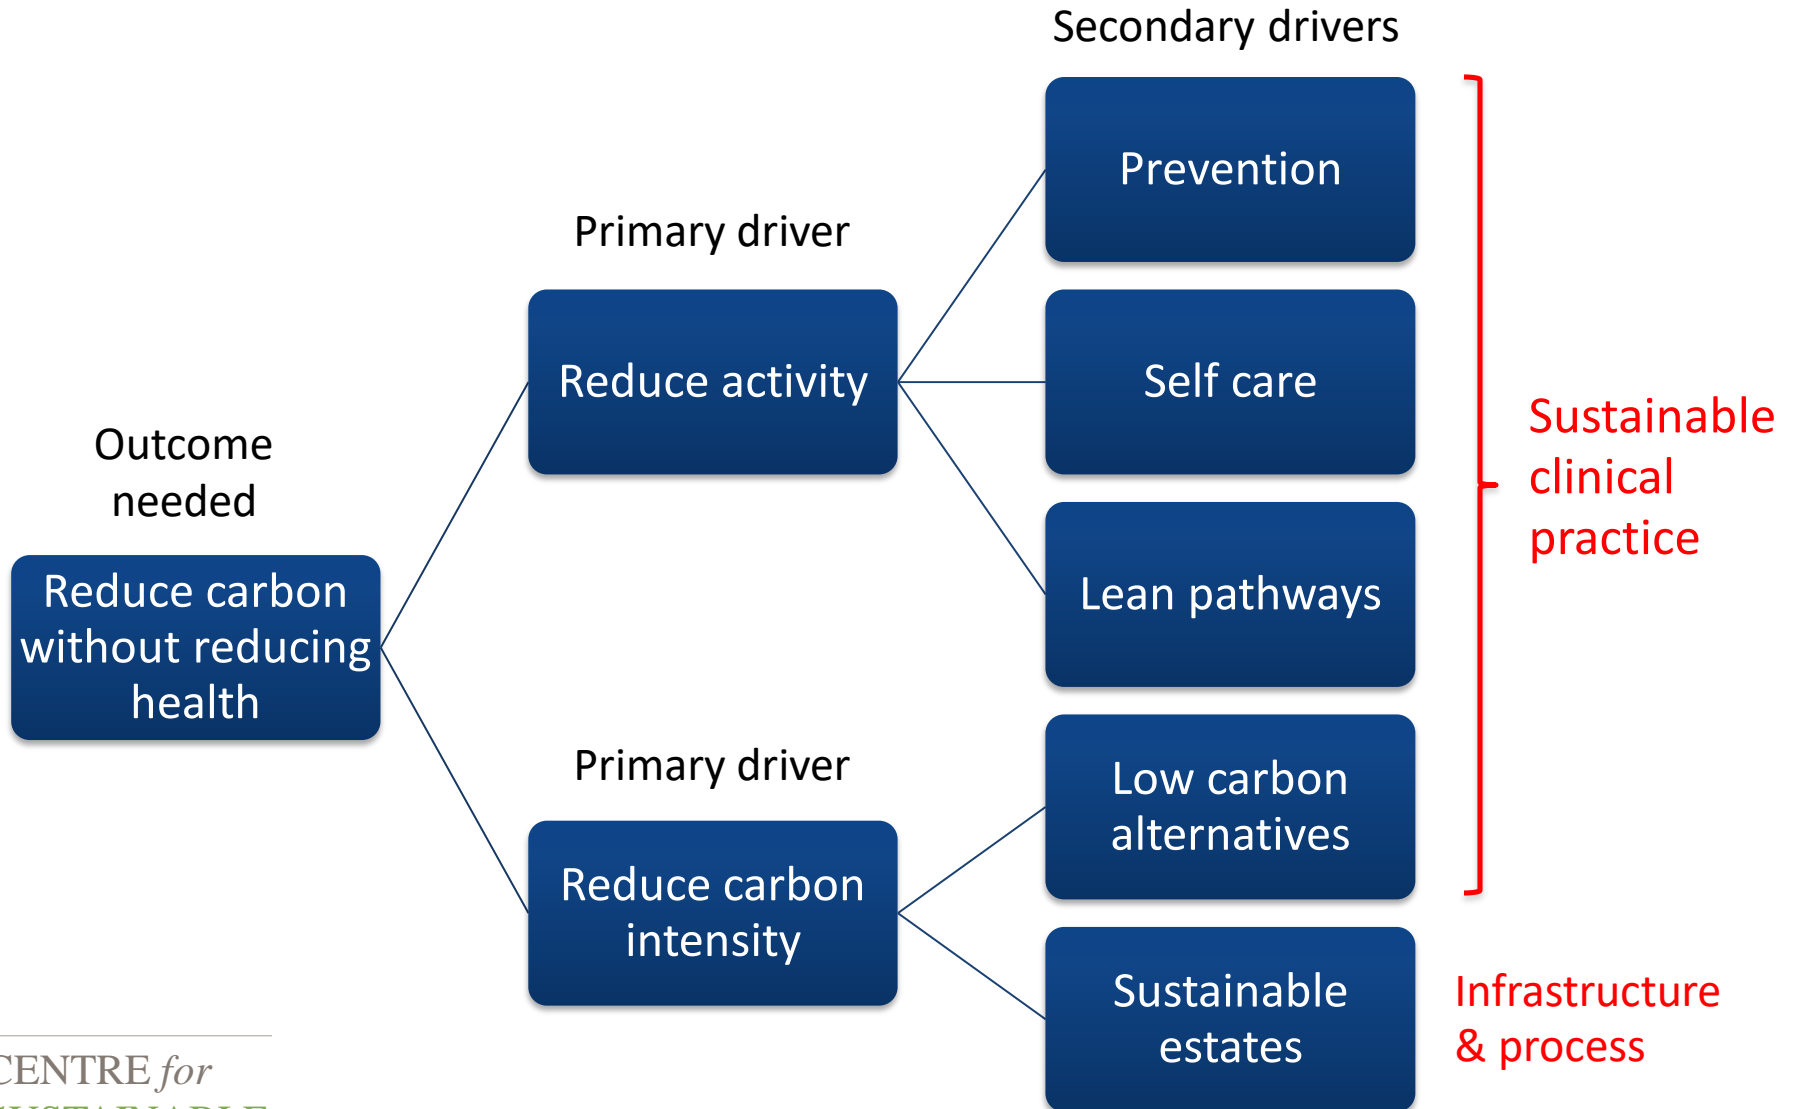 Secondary drivers
Prevention
Primary driver
Reduce activity
Self care
Outcome
needed
Sustainable
clinical
practice
Reduce carbon
without reducing
health
Lean pathways
Primary driver
Low carbon
alternatives
Reduce carbon
intensity
Sustainable
estates
Infrastructure
& process
CENTRE for
SUSTAINABLE